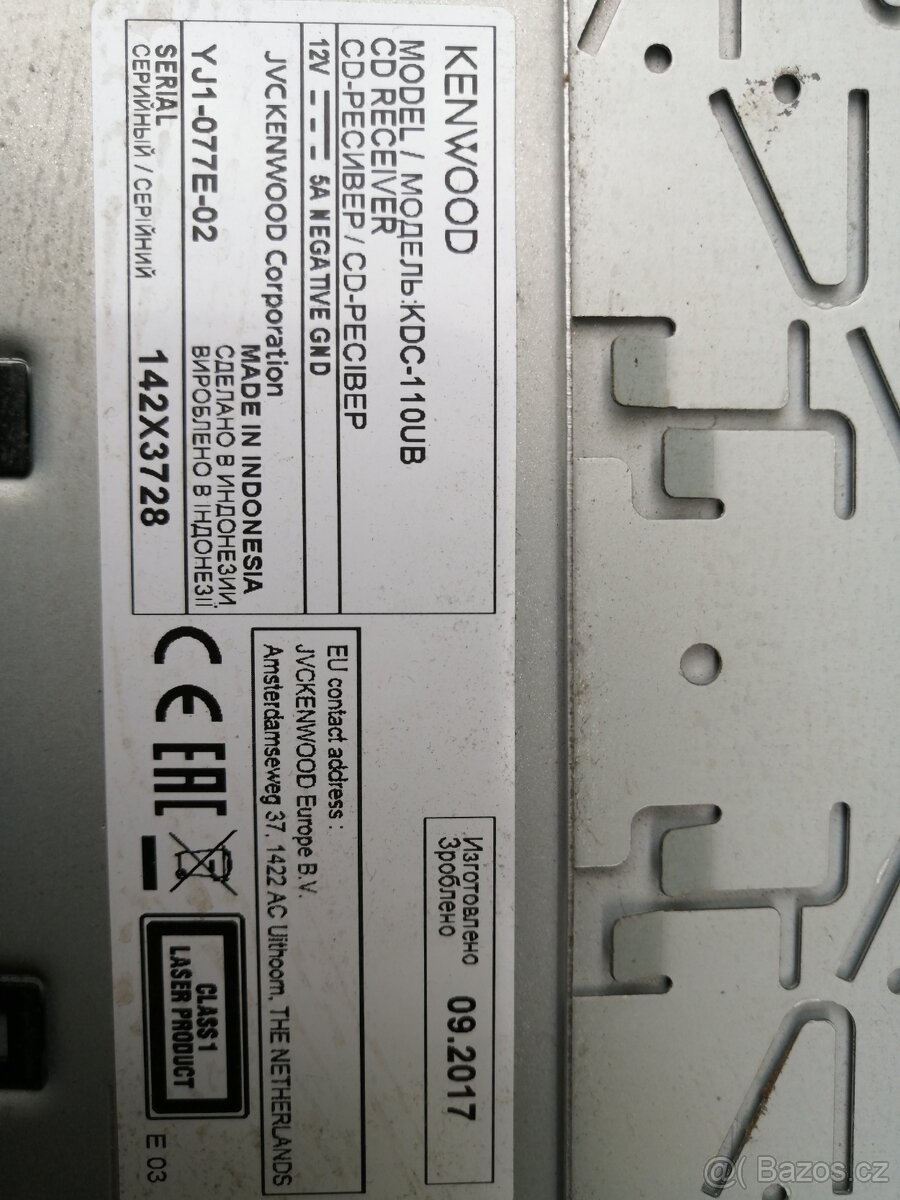 KENWOOD
MODEL / МОДЕЛЬ:KDC-110UB
CD RECEIVER
CD-РЕСИВЕР / CD-РЕСІВЕР
12V 5A NEGATIVE GND
JVCKENWOOD Corporation
MADE IN INDONESIA
YJ1-077E-02
СДЕЛАНО В ИНДОНЕЗИИ
ВИРОБЛЕНО В ІНДОНЕЗІЇ
SERIAL
СЕРИЙНЫЙ / СЕРІЙНИЙ
142X3728
Изготовлено
Зроблено
09.2017
EU contact address :
JVCKENWOOD Europe B.V.
Amsterdamseweg 37, 1422 AC Uithoorn, THE NETHERLANDS
CE
EAC
CLASS 1
LASER PRODUCT
E 03
@( Bazos.cz